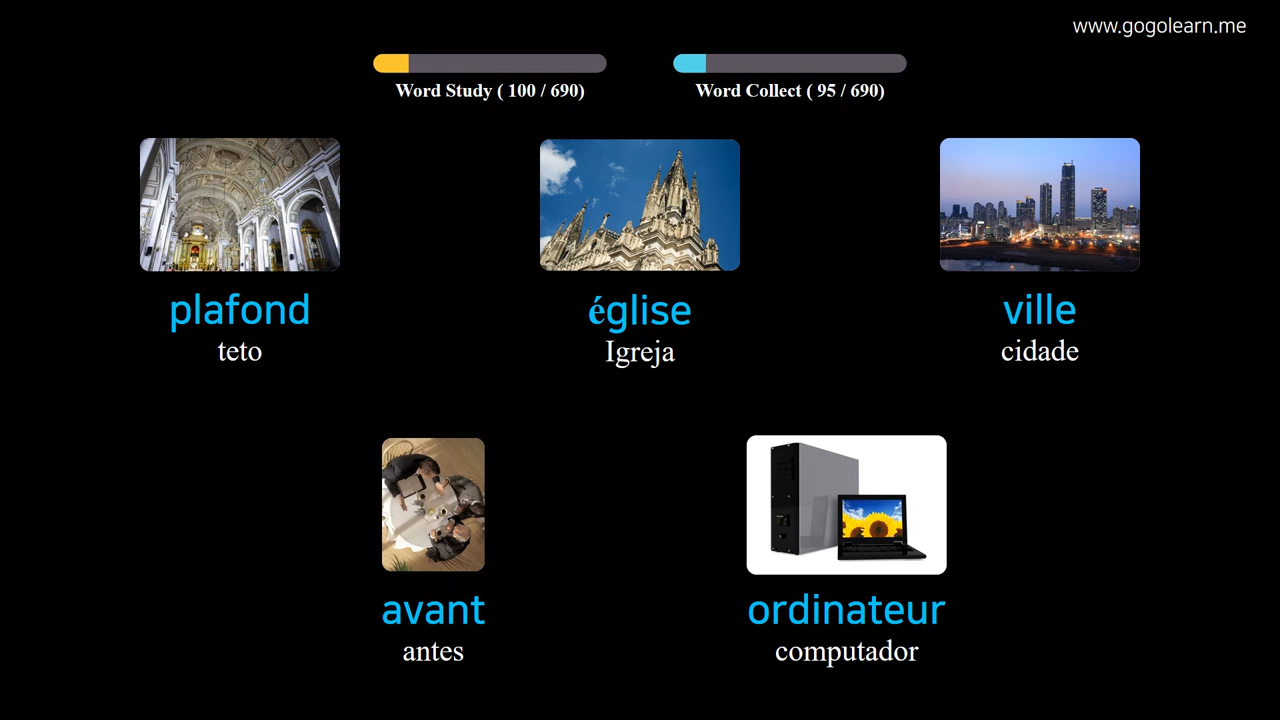 www.gogolearn.me
Word Study ( 100 / 690)
Word Collect ( 95 / 690)
plafond
teto
église
Igreja
ville
cidade
avant
antes
ordinateur
computador